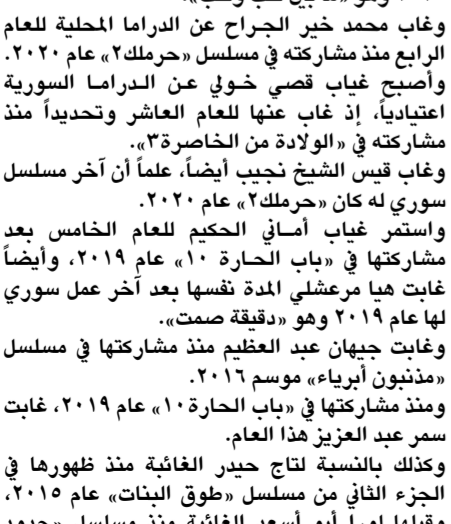 وغاب محمد خير الجراح عن الدراما المحلية للعام
الرابع منذ مشاركته في مسلسل «حرملك٢» عام ٢٠٢٠.
وأصبح غياب قصي خولي عن الدراما السورية
اعتيادياً، إذ غاب عنها للعام العاشر وتحديداً منذ
مشاركته في «الولادة من الخاصرة٣».
وغاب قيس الشيخ نجيب أيضاً، علماً أن آخر مسلسل
سوري له كان «حرملك٢» عام ٢٠٢٠.
واستمر غياب أماني الحكيم للعام الخامس بعد
مشاركتها في «باب الحارة ١٠» عام ٢٠١٩، وأيضاً
غابت هيا مرعشلي المدة نفسها بعد آخر عمل سوري
لها عام ٢٠١٩ وهو «دقيقة صمت».
وغابت جيهان عبد العظيم منذ مشاركتها في مسلسل
«مذنبون أبرياء» موسم ٢٠١٦.
ومنذ مشاركتها في «باب الحارة١٠» عام ٢٠١٩، غابت
سمر عبد العزيز هذا العام.
وكذلك بالنسبة لتاج حيدر الغائبة منذ ظهورها في
الجزء الثاني من مسلسل «طوق البنات» عام ٢٠١٥،